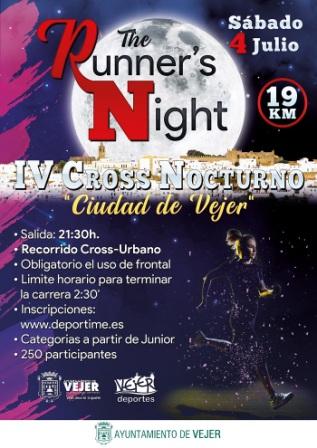 The
Runner's
Night
Sábado
4 Julio
19
KM
IV CROSS NOCTURNO
"Ciudad de Vejer"
• Salida: 21:30h.
• Recorrido Cross-Urbano
• Obligatorio el uso de frontal
• Limite horario para terminar
la carrera 2:30'
• Inscripciones:
www.deportime.es
• Categorias a partir de Junior
• 250 participantes
VEJER
VEJER
deportes
AYUNTAMIENTO DE VEJER